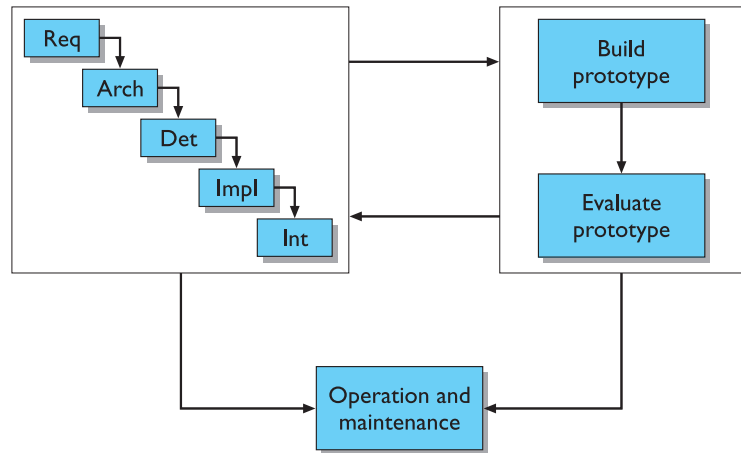 Req
Arch
Det
Impl
Int
Build
prototype
Evaluate
prototype
Operation and
maintenance